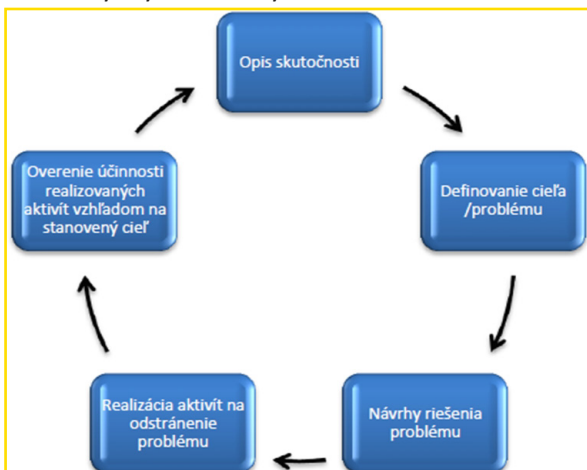 Opis skutočnosti
Definovanie cieľa
/problému
Návrhy riešenia
problému
Realizácia aktivít na
odstránenie
problému
Overenie účinnosti
realizovaných
aktivít vzhľadom na
stanovený cieľ